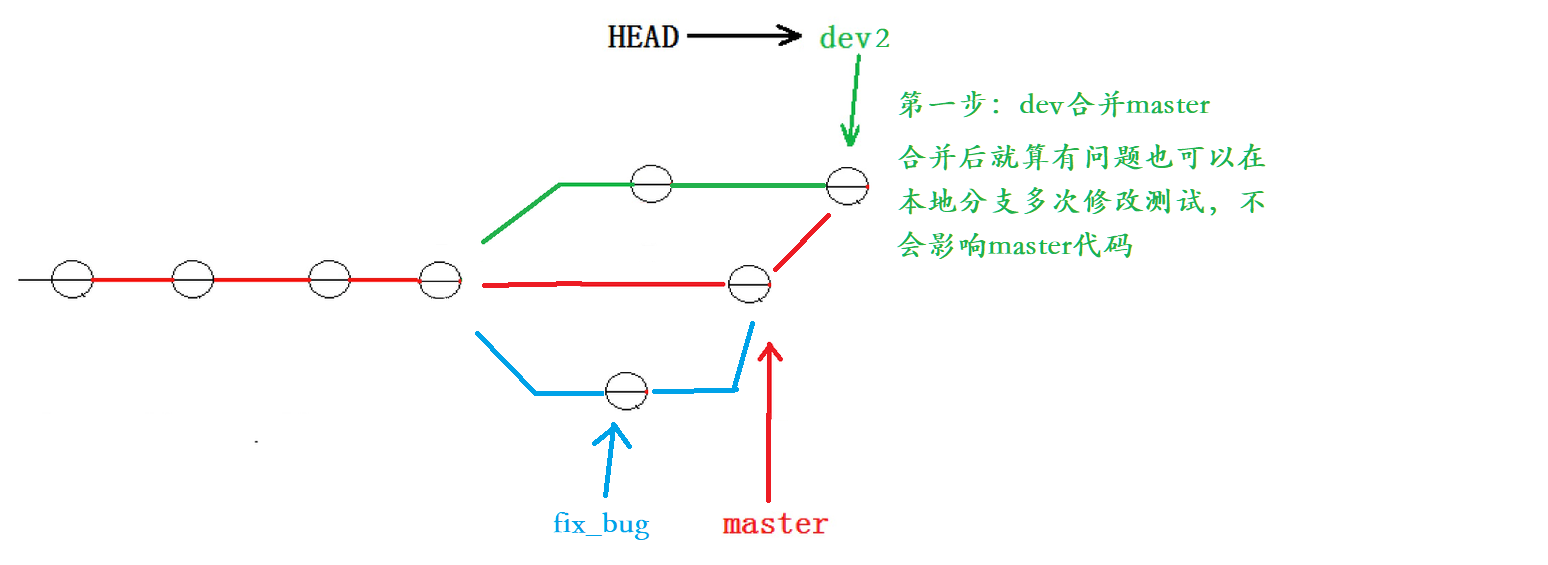 HEAD
dev2
第一步：dev合并master
合并后就算有问题也可以在
本地分支多次修改测试，不
会影响master代码
fix_bug
master